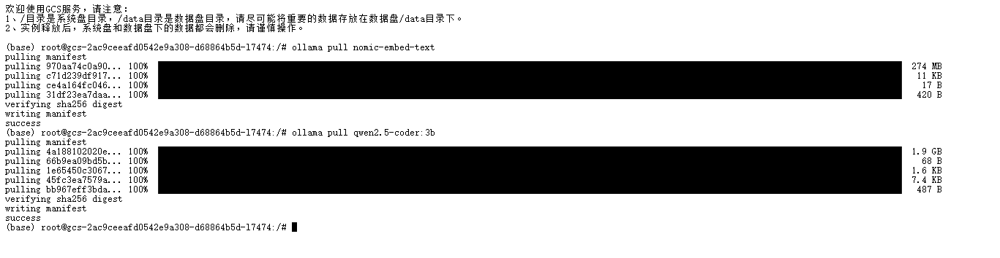 欢迎使用GCS服务，请注意：
1、/目录是系统盘目录，/data目录是数据盘目录，请尽可能将重要的数据存放在数据盘/data目录下。
2、实例释放后，系统盘和数据盘下的数据都会删除，请谨慎操作。
(base) root@gcs-2ac9ceeafd0542e9a308-d68864b5d-l7474:/# ollama pull nomic-embed-text
pulling manifest
pulling 970aa74c0a90... 100% 274 MB
pulling c71d239df917... 100% 11 KB
pulling ce4a164fc046... 100% 17 B
pulling 31df23ea7daa... 100% 420 B
verifying sha256 digest
writing manifest
success
(base) root@gcs-2ac9ceeafd0542e9a308-d68864b5d-l7474:/# ollama pull qwen2.5-coder:3b
pulling manifest
pulling 4a188102020e... 100% 1.9 GB
pulling 66b9ea09bd5b... 100% 68 B
pulling 1e65450c3067... 100% 1.6 KB
pulling 45fc3ea7579a... 100% 7.4 KB
pulling bb967eff3bda... 100% 487 B
verifying sha256 digest
writing manifest
success
(base) root@gcs-2ac9ceeafd0542e9a308-d68864b5d-l7474:/#